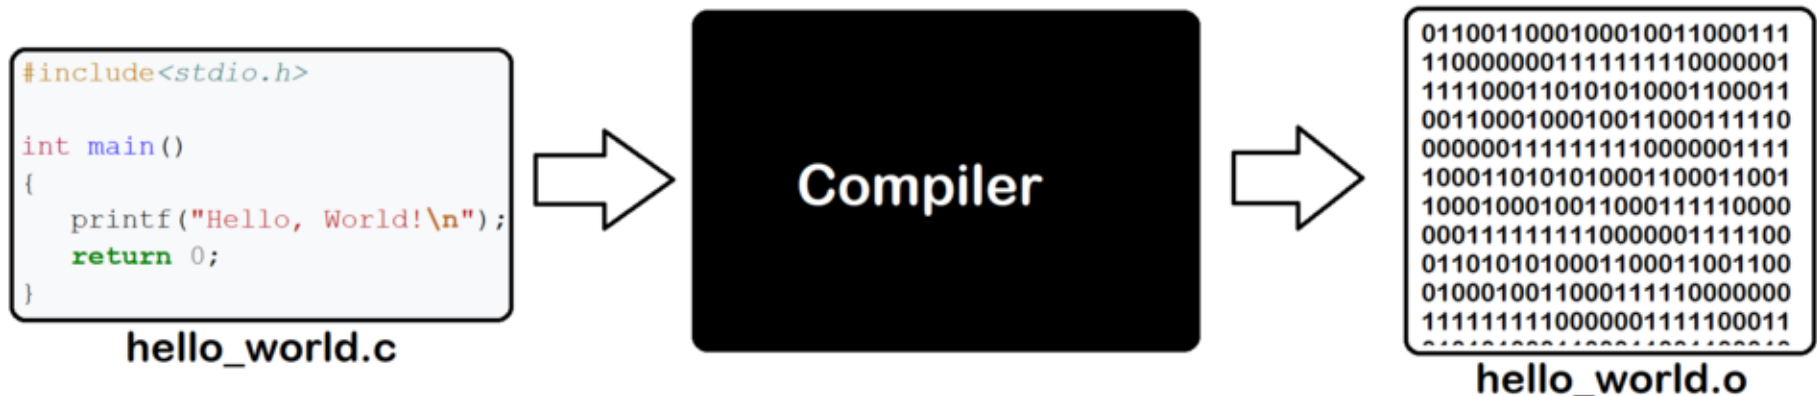 #include<stdio.h>
int main()
{
printf("Hello, World!\n");
return 0;
}
hello_world.c
Compiler
0110011000100010011000111
1100000001111111110000001
1111000110101010001100011
0011000100010011000111110
0000001111111110000001111
1000110101010001100011001
1000100010011000111110000
0001111111110000001111100
0110101010001100011001100
0100010011000111110000000
1111111110000001111100011
hello_world.o